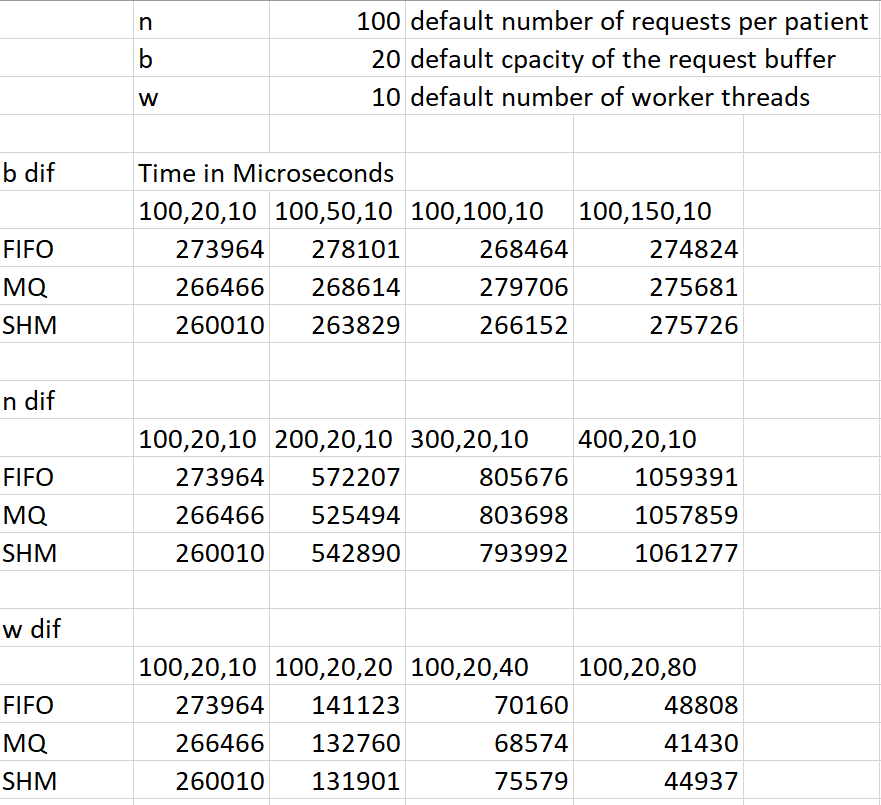 n 100 default number of requests per patient
b 20 default cpacity of the request buffer
w 10 default number of worker threads
b dif Time in Microseconds
100,20,10 100,50,10 100,100,10 100,150,10
FIFO 273964 278101 268464 274824
MQ 266466 268614 279706 275681
SHM 260010 263829 266152 275726
n dif
100,20,10 200,20,10 300,20,10 400,20,10
FIFO 273964 572207 805676 1059391
MQ 266466 525494 803698 1057859
SHM 260010 542890 793992 1061277
w dif
100,20,10 100,20,20 100,20,40 100,20,80
FIFO 273964 141123 70160 48808
MQ 266466 132760 68574 41430
SHM 260010 131901 75579 44937